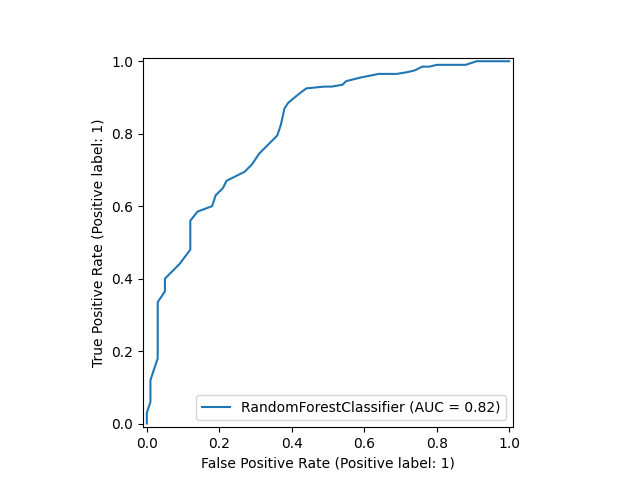 1.0
0.8
0.6
0.4
0.2
0.0
True Positive Rate (Positive label: 1)
RandomForestClassifier (AUC = 0.82)
0.0 0.2 0.4 0.6 0.8 1.0
False Positive Rate (Positive label: 1)